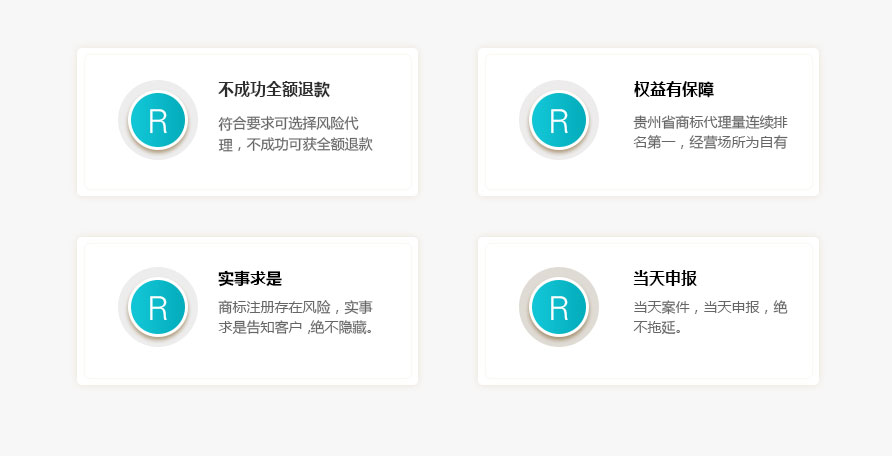 R
不成功全额退款
符合要求可选择风险代
理，不成功可获全额退款
R
权益有保障
贵州省商标代理量连续排
名第一，经营场所为自有
R
实事求是
商标注册存在风险，实事
求是告知客户 ,绝不隐藏。
R
当天申报
当天案件，当天申报，绝
不拖延。